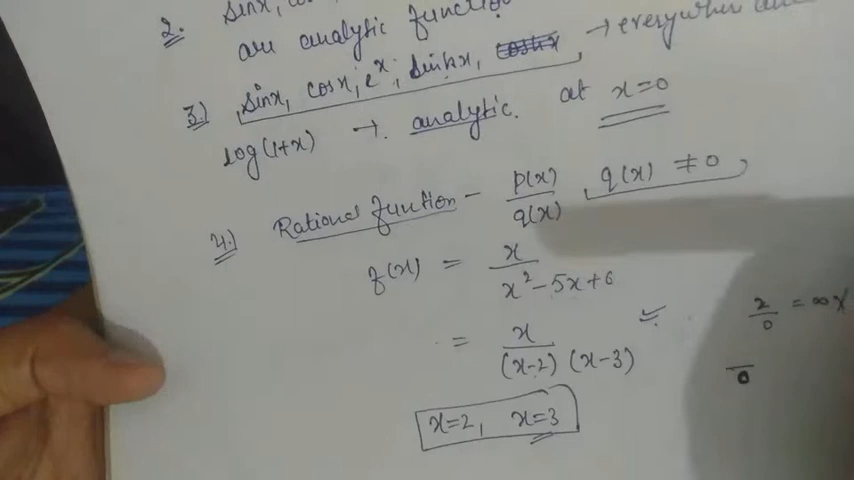 2. sinx,
are analytic function
3.) sinx, cosx, e^x, sinhx, → everywhere
log(1+x) → analytic. at x=0
4.) Rational funtion - p(x)/q(x), q(x) ≠ 0
f(x) = x/(x²-5x+6)
= x/((x-2)(x-3))
x/0 = ∞ x
0
x=2, x=3